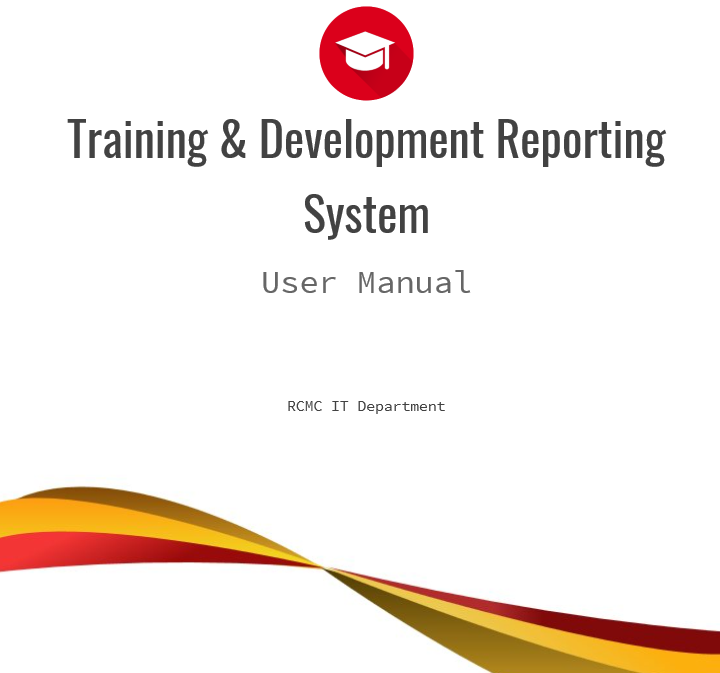 Training & Development Reporting
System
User Manual
RCMC IT Department